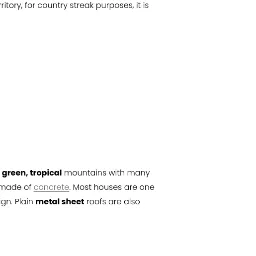 ritory, for country streak purposes, it is
green, tropical mountains with many
made of concrete. Most houses are one
gn. Plain metal sheet roofs are also